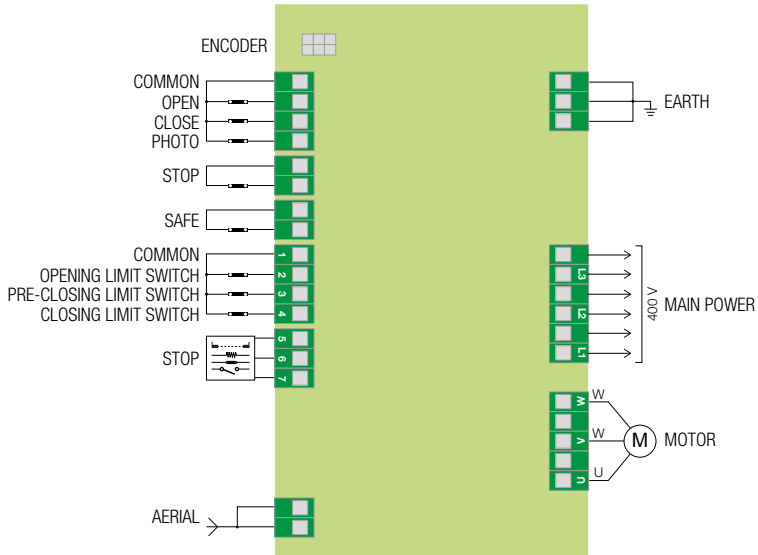 ENCODER
COMMON
OPEN
CLOSE
PHOTO
STOP
SAFE
COMMON
OPENING LIMIT SWITCH
PRE-CLOSING LIMIT SWITCH
CLOSING LIMIT SWITCH
1
2
3
4
STOP
5
6
7
AERIAL
EARTH
L3
L2
L1
400 V
MAIN POWER
W
V
U
W
W
U
M
MOTOR